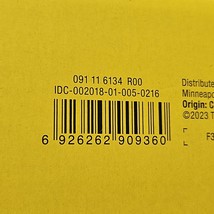 091 11 6134 R00
IDC-002018-01-005-0216
6 926262 909360
Distribute
Minneapo
Origin: C
©2023 T
F3